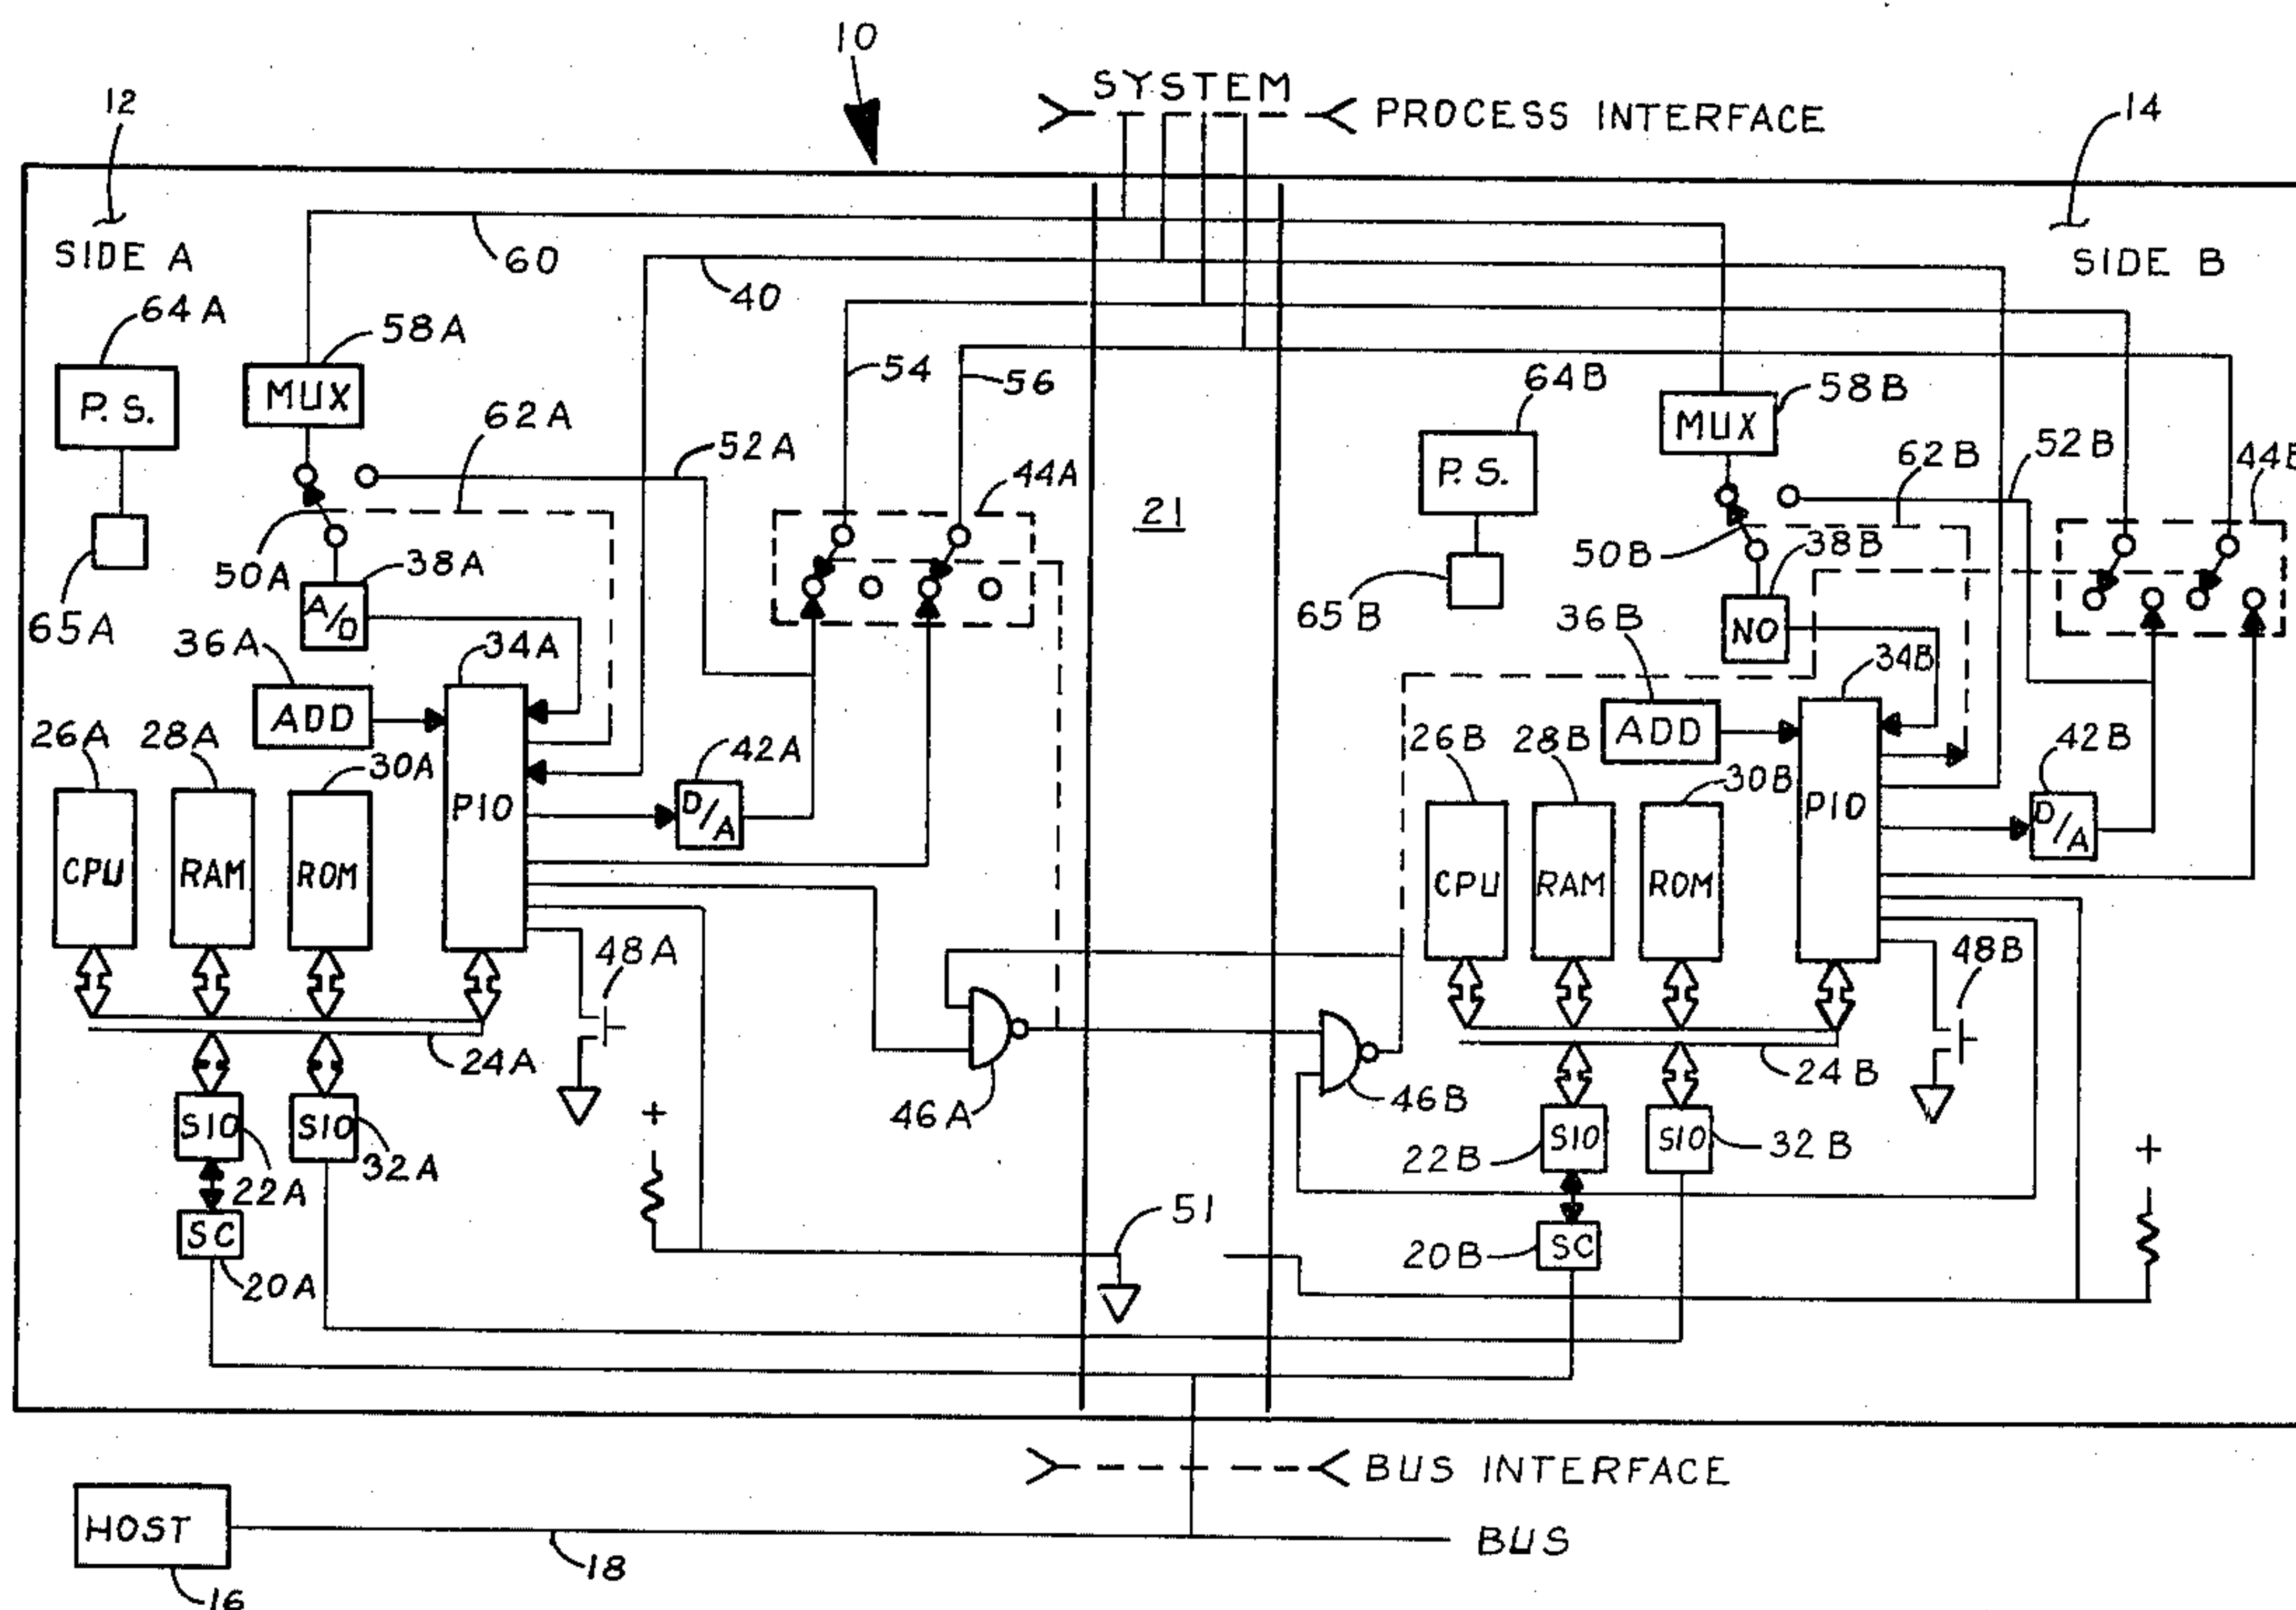 10
SYSTEM
PROCESS INTERFACE
12
14
SIDE A
60
40
SIDE B
64A
58A
P.S.
MUX
62A
54
56
52A
44A
21
64B
58B
P.S.
MUX
62B
52B
44B
50A
38A
A/D
65A
50B
38B
NO
65B
36A
34A
ADD
36B
34B
ADD
26A
28A
30A
42A
PIO
D/A
26B
28B
30B
42B
PIO
D/A
CPU
RAM
ROM
CPU
RAM
ROM
48A
48B
24A
24B
46A
46B
+
SIO
SIO
32A
22A
SC
20A
51
22B
SIO
SIO
32B
+
20B
SC
BUS INTERFACE
HOST
BUS
18
16